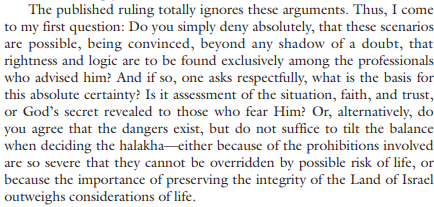 The published ruling totally ignores these arguments. Thus, I come
to my first question: Do you simply deny absolutely, that these scenarios
are possible, being convinced, beyond any shadow of a doubt, that
rightness and logic are to be found exclusively among the professionals
who advised him? And if so, one asks respectfully, what is the basis for
this absolute certainty? Is it assessment of the situation, faith, and trust,
or God’s secret revealed to those who fear Him? Or, alternatively, do
you agree that the dangers exist, but do not suffice to tilt the balance
when deciding the halakha—either because of the prohibitions involved
are so severe that they cannot be overridden by possible risk of life, or
because the importance of preserving the integrity of the Land of Israel
outweighs considerations of life.